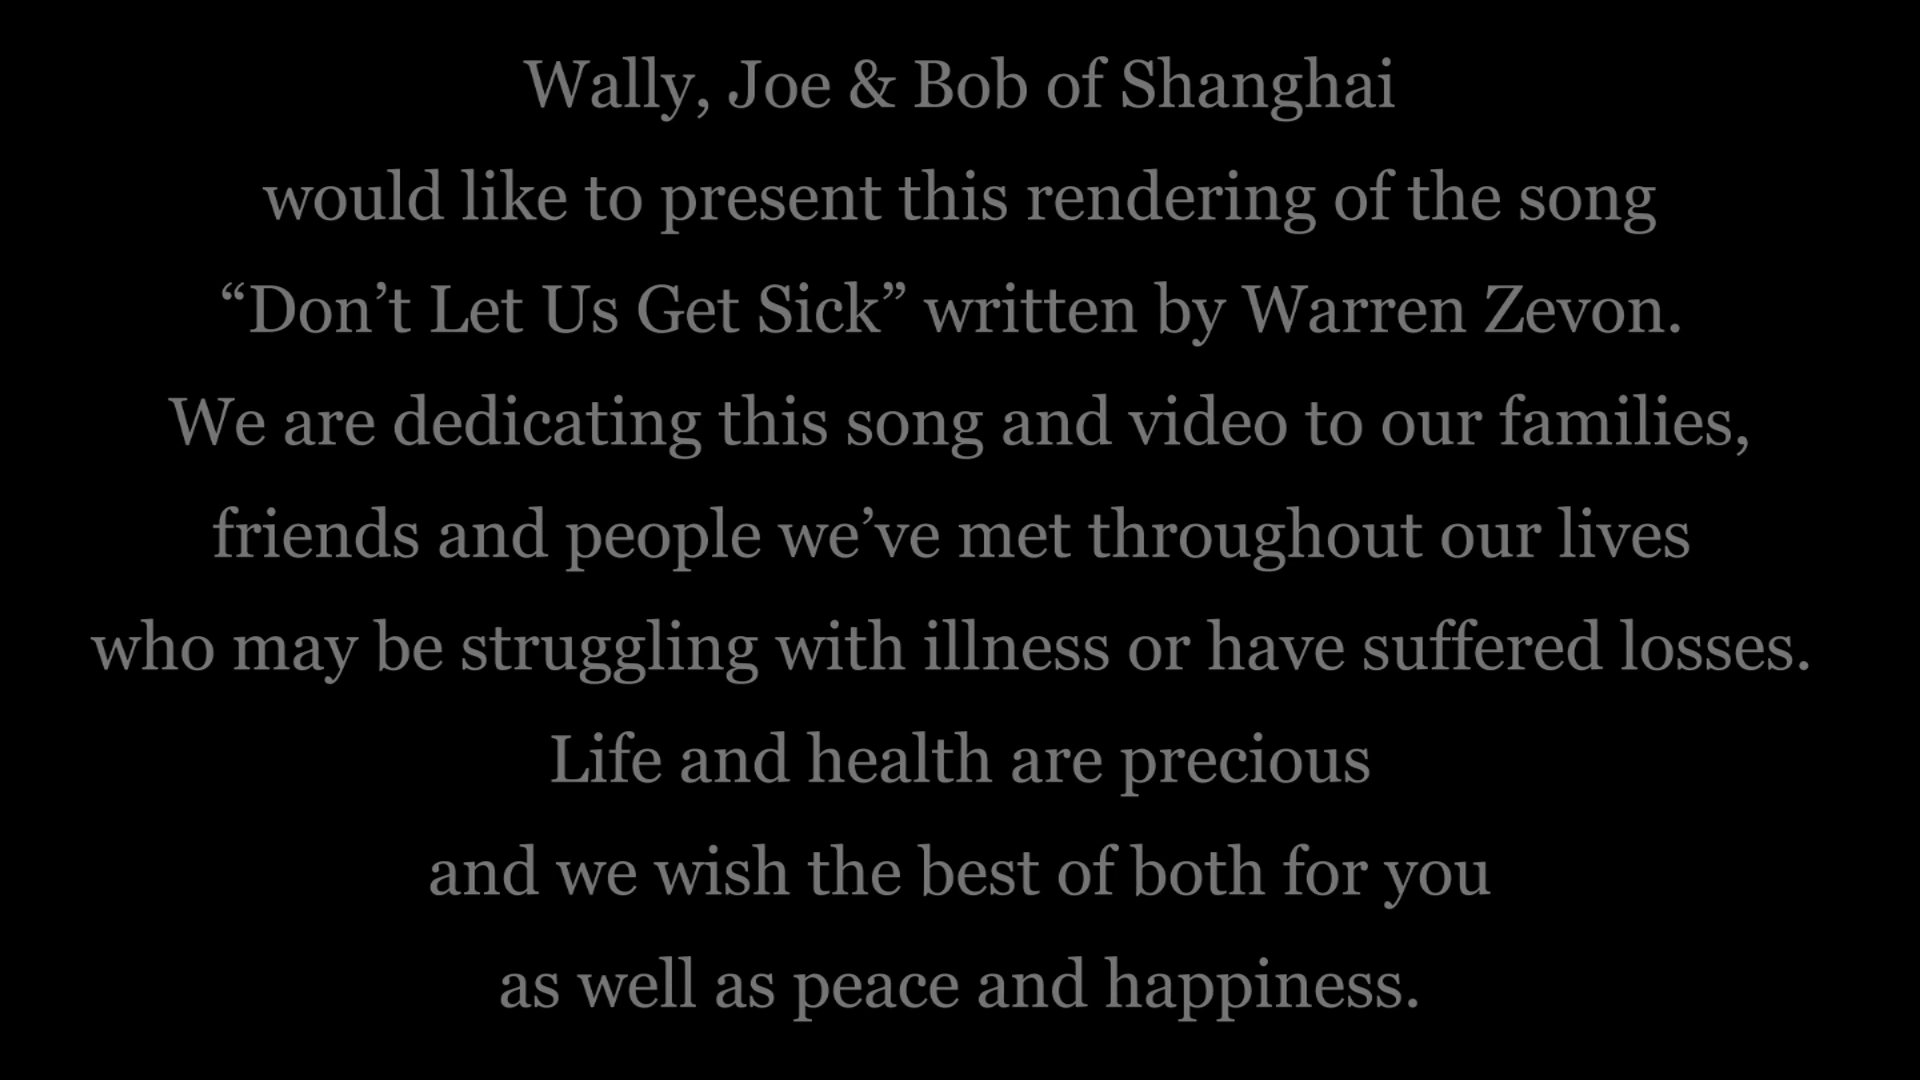 Wally, Joe & Bob of Shanghai
would like to present this rendering of the song
“Don’t Let Us Get Sick” written by Warren Zevon.
We are dedicating this song and video to our families,
friends and people we’ve met throughout our lives
who may be struggling with illness or have suffered losses.
Life and health are precious
and we wish the best of both for you
as well as peace and happiness.